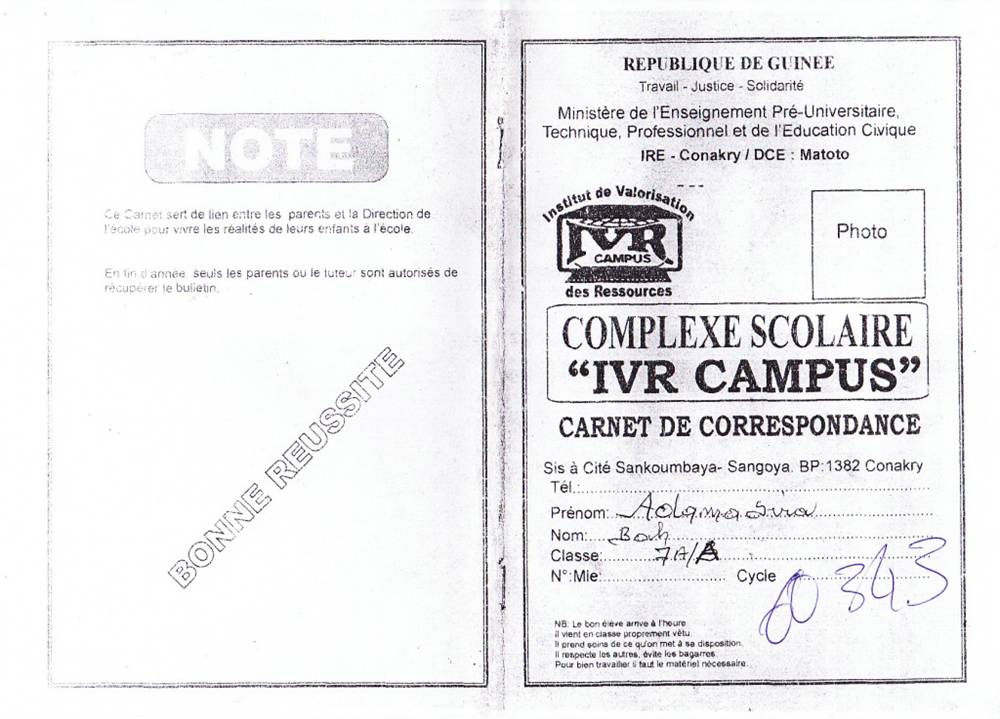 NOTE
Ce Carnet sert de lien entre les parents et la Direction de
l'école pour vivre les réalités de leurs enfants à l'école.
En fin d'année, seuls les parents ou le tuteur sont autorisés de
récupérer le bulletin.
BONNE REUSSITE
REPUBLIQUE DE GUINEE
Travail - Justice - Solidarité
Ministère de l'Enseignement Pré-Universitaire,
Technique, Professionnel et de l'Education Civique
IRE - Conakry / DCE : Matoto
Institut de Valorisation
IVR
CAMPUS
des Ressources
Photo
COMPLEXE SCOLAIRE
“IVR CAMPUS”
CARNET DE CORRESPONDANCE
Sis à Cité Sankoumbaya- Sangoya. BP:1382 Conakry
Tél.:
Prénom:
Nom: Bah
Classe: 7A/
N°:Mle: Cycle
0343
NB: Le bon élève arrive à l'heure
il vient en classe proprement vêtu.
Il prend soins de ce qu'on met à sa disposition.
Il respecte les autres, évite les bagarres.
Pour bien travailler il faut le matériel nécessaire.